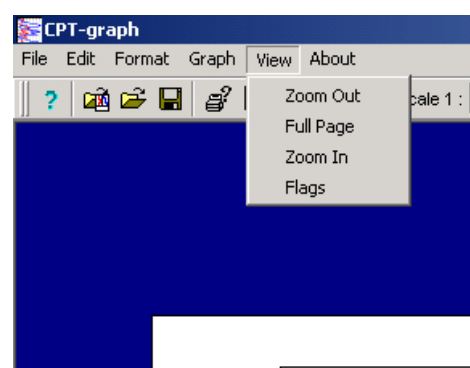 CPT-graph
File Edit Format Graph View About
? cale 1 :
Zoom Out
Full Page
Zoom In
Flags